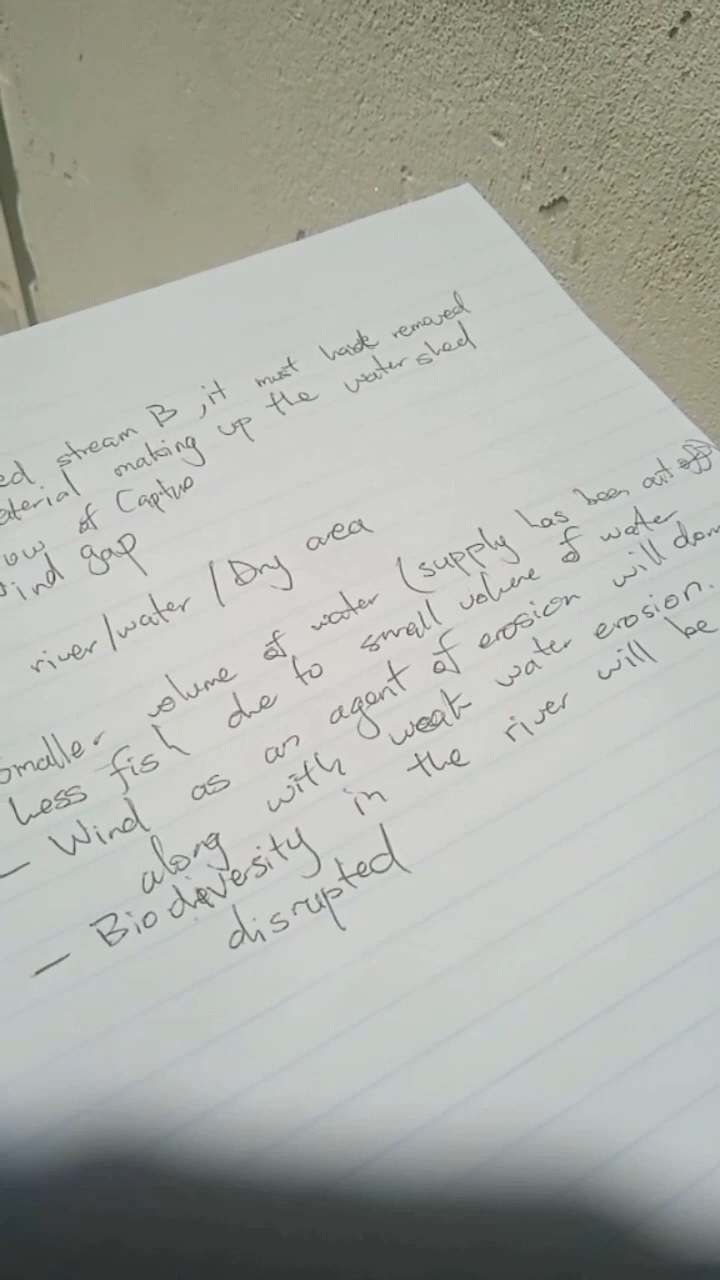 ed stream B, it must have removed
aterial making up the watershed
ow of Captue
ind gap
river/water / Dry area
Smaller volume of water (supply has been cut off)
Less fish due to small volume of water
- Wind as an agent of erosion will dom
along with weak water erosion.
- Biodiversity in the river will be
disrupted